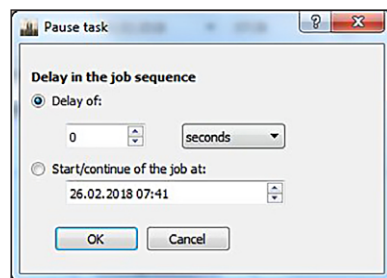 Pause task
Delay in the job sequence
Delay of:
0 seconds
Start/continue of the job at:
26.02.2018 07:41
OK Cancel